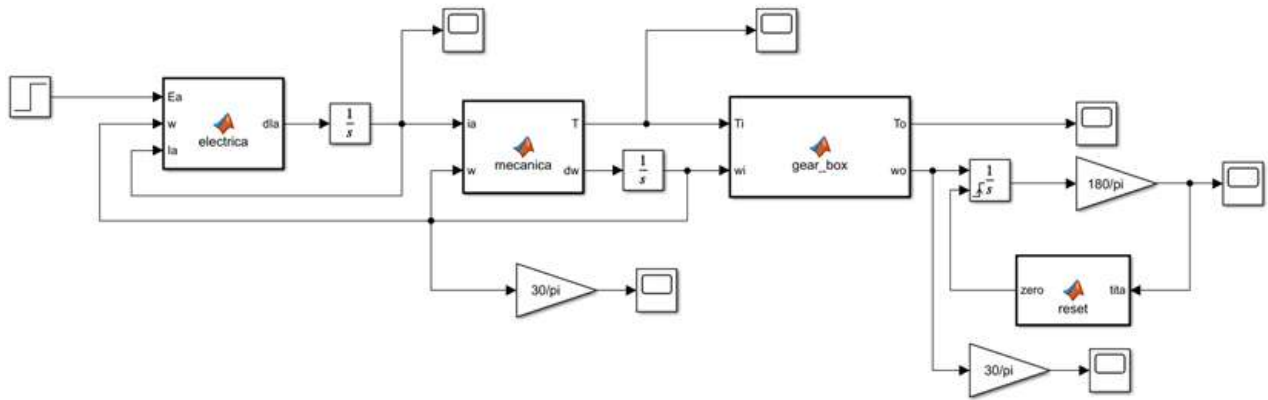 Ea
w
Ia
dIa
electrica
1
s
ia
w
T
dw
mecanica
1
s
Ti
wi
To
wo
gear_box
1
s
180/pi
zero
tita
reset
30/pi
30/pi